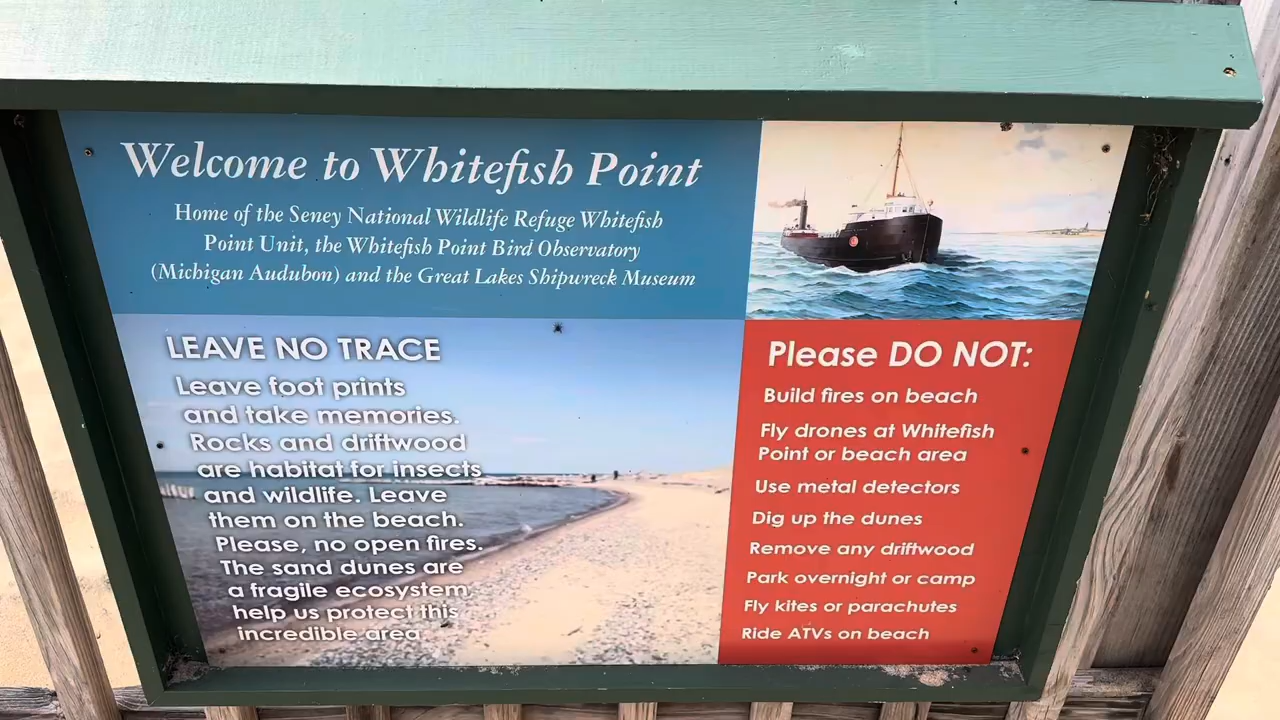 Welcome to Whitefish Point
Home of the Seney National Wildlife Refuge Whitefish
Point Unit, the Whitefish Point Bird Observatory
(Michigan Audubon) and the Great Lakes Shipwreck Museum
LEAVE NO TRACE
Leave foot prints
and take memories.
Rocks and driftwood
are habitat for insects
and wildlife. Leave
them on the beach.
Please, no open fires.
The sand dunes are
a fragile ecosystem,
help us protect this
incredible area.
Please DO NOT:
Build fires on beach
Fly drones at Whitefish
Point or beach area
Use metal detectors
Dig up the dunes
Remove any driftwood
Park overnight or camp
Fly kites or parachutes
Ride ATVs on beach